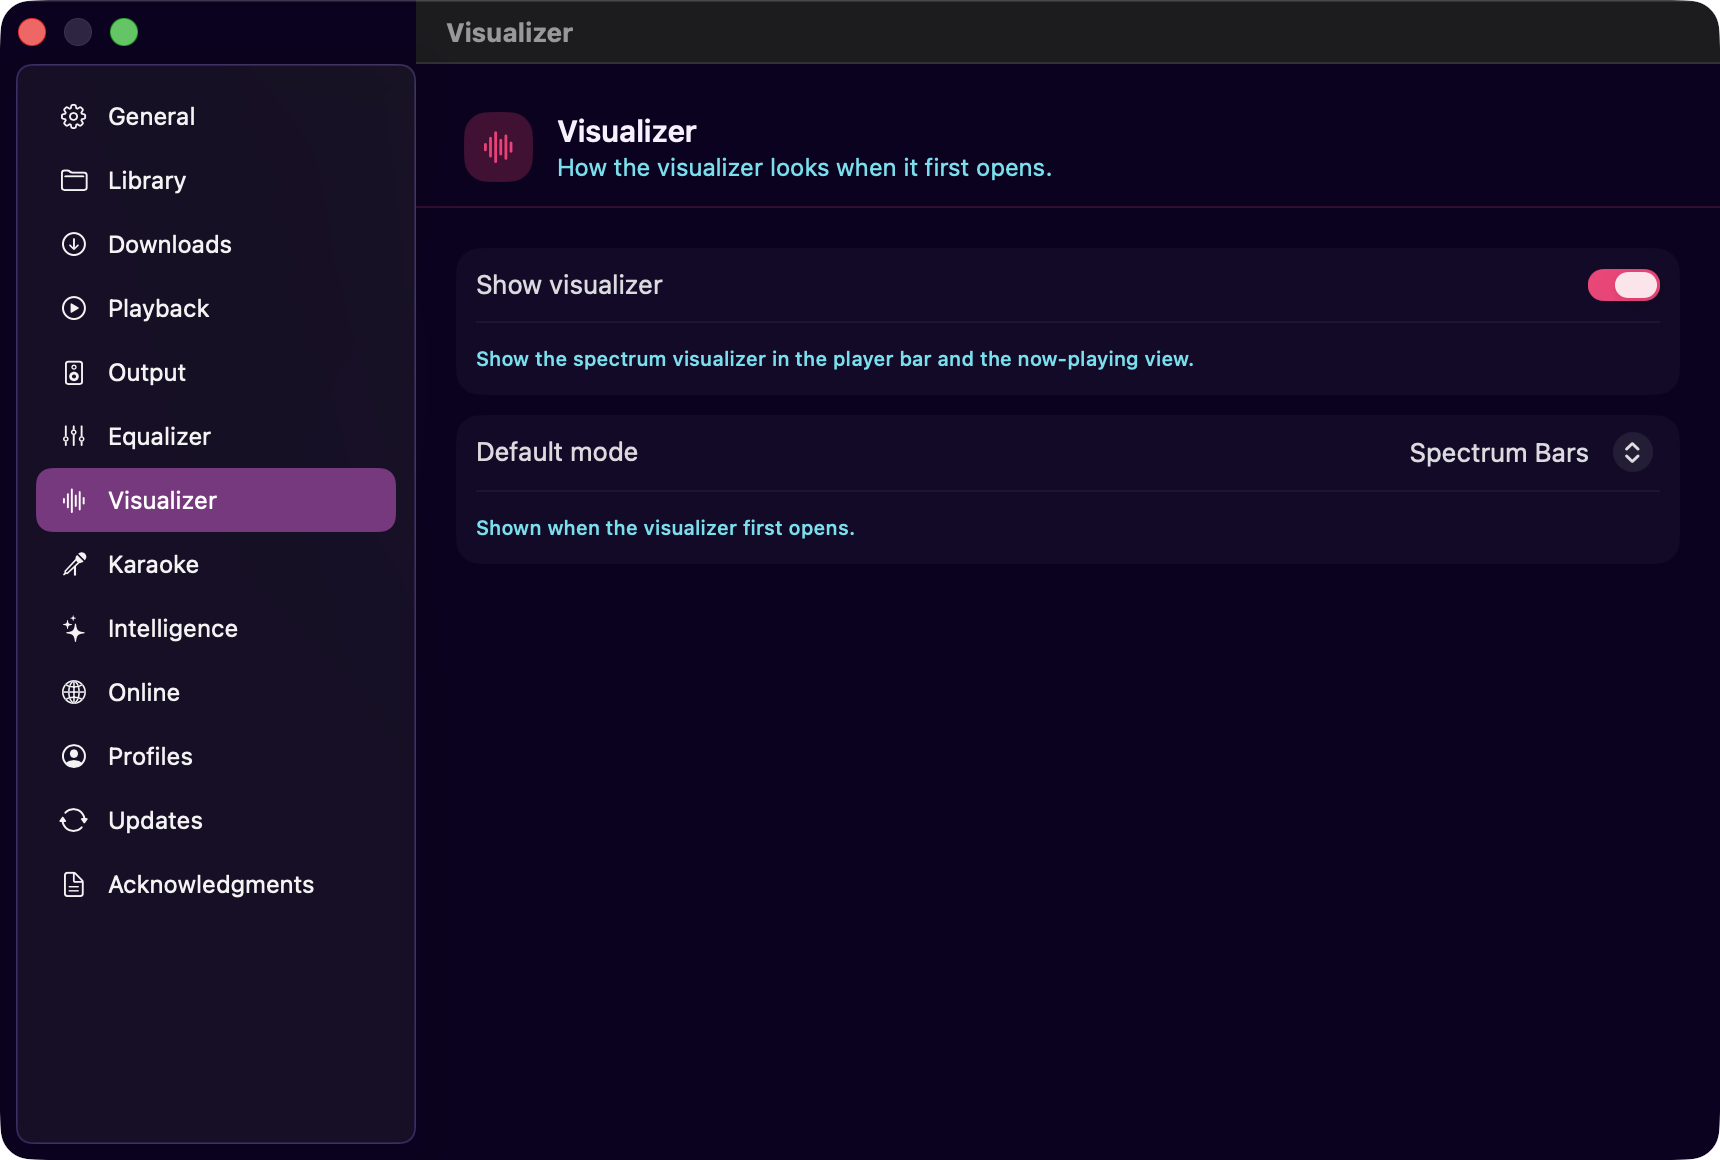 Visualizer
General
Library
Downloads
Playback
Output
Equalizer
Visualizer
Karaoke
Intelligence
Online
Profiles
Updates
Acknowledgments
Visualizer
How the visualizer looks when it first opens.
Show visualizer
Show the spectrum visualizer in the player bar and the now-playing view.
Default mode
Spectrum Bars
Shown when the visualizer first opens.